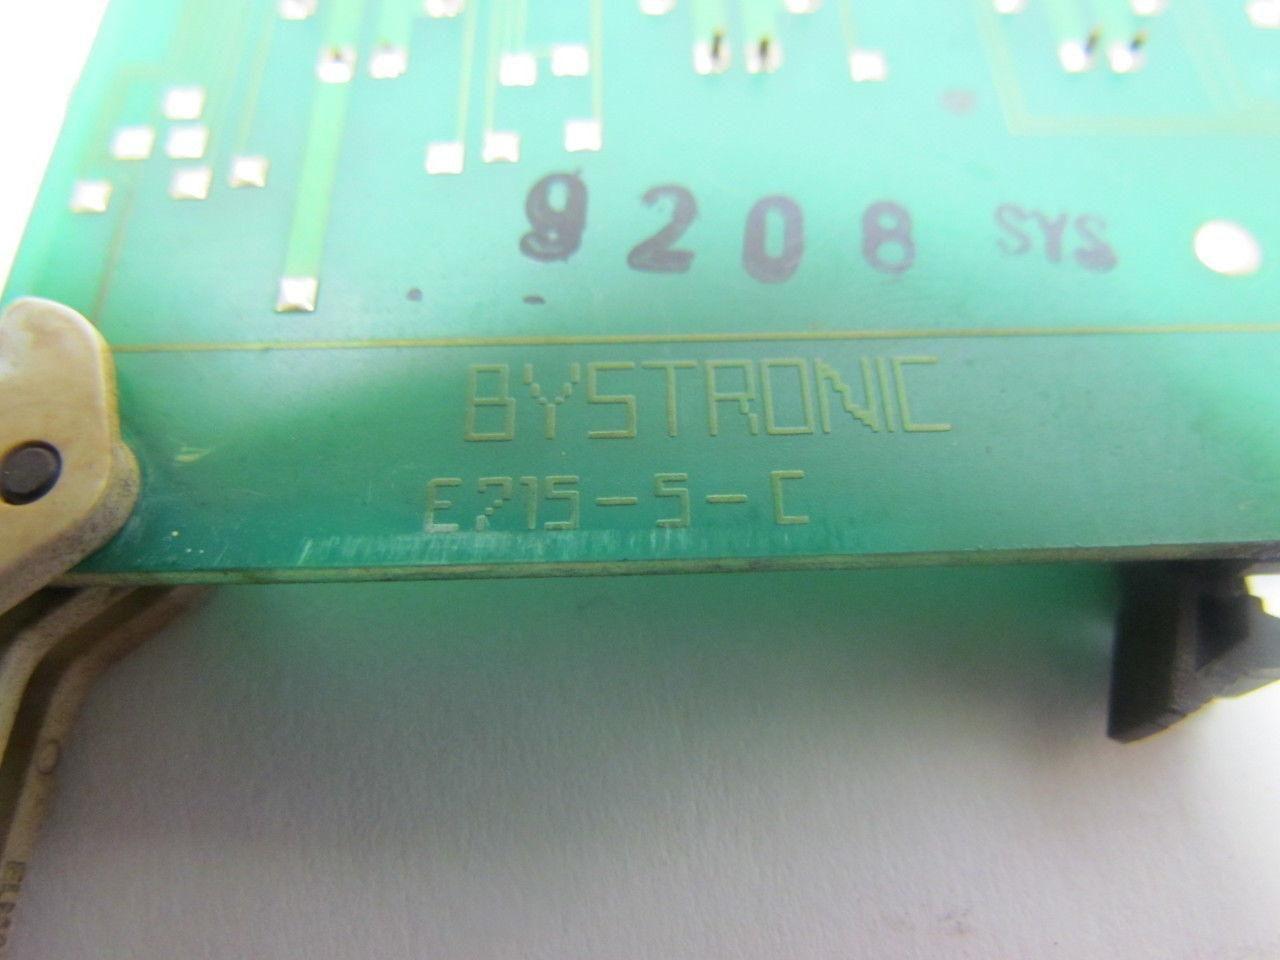 9208 SYS
BYSTRONIC
E715-5-C